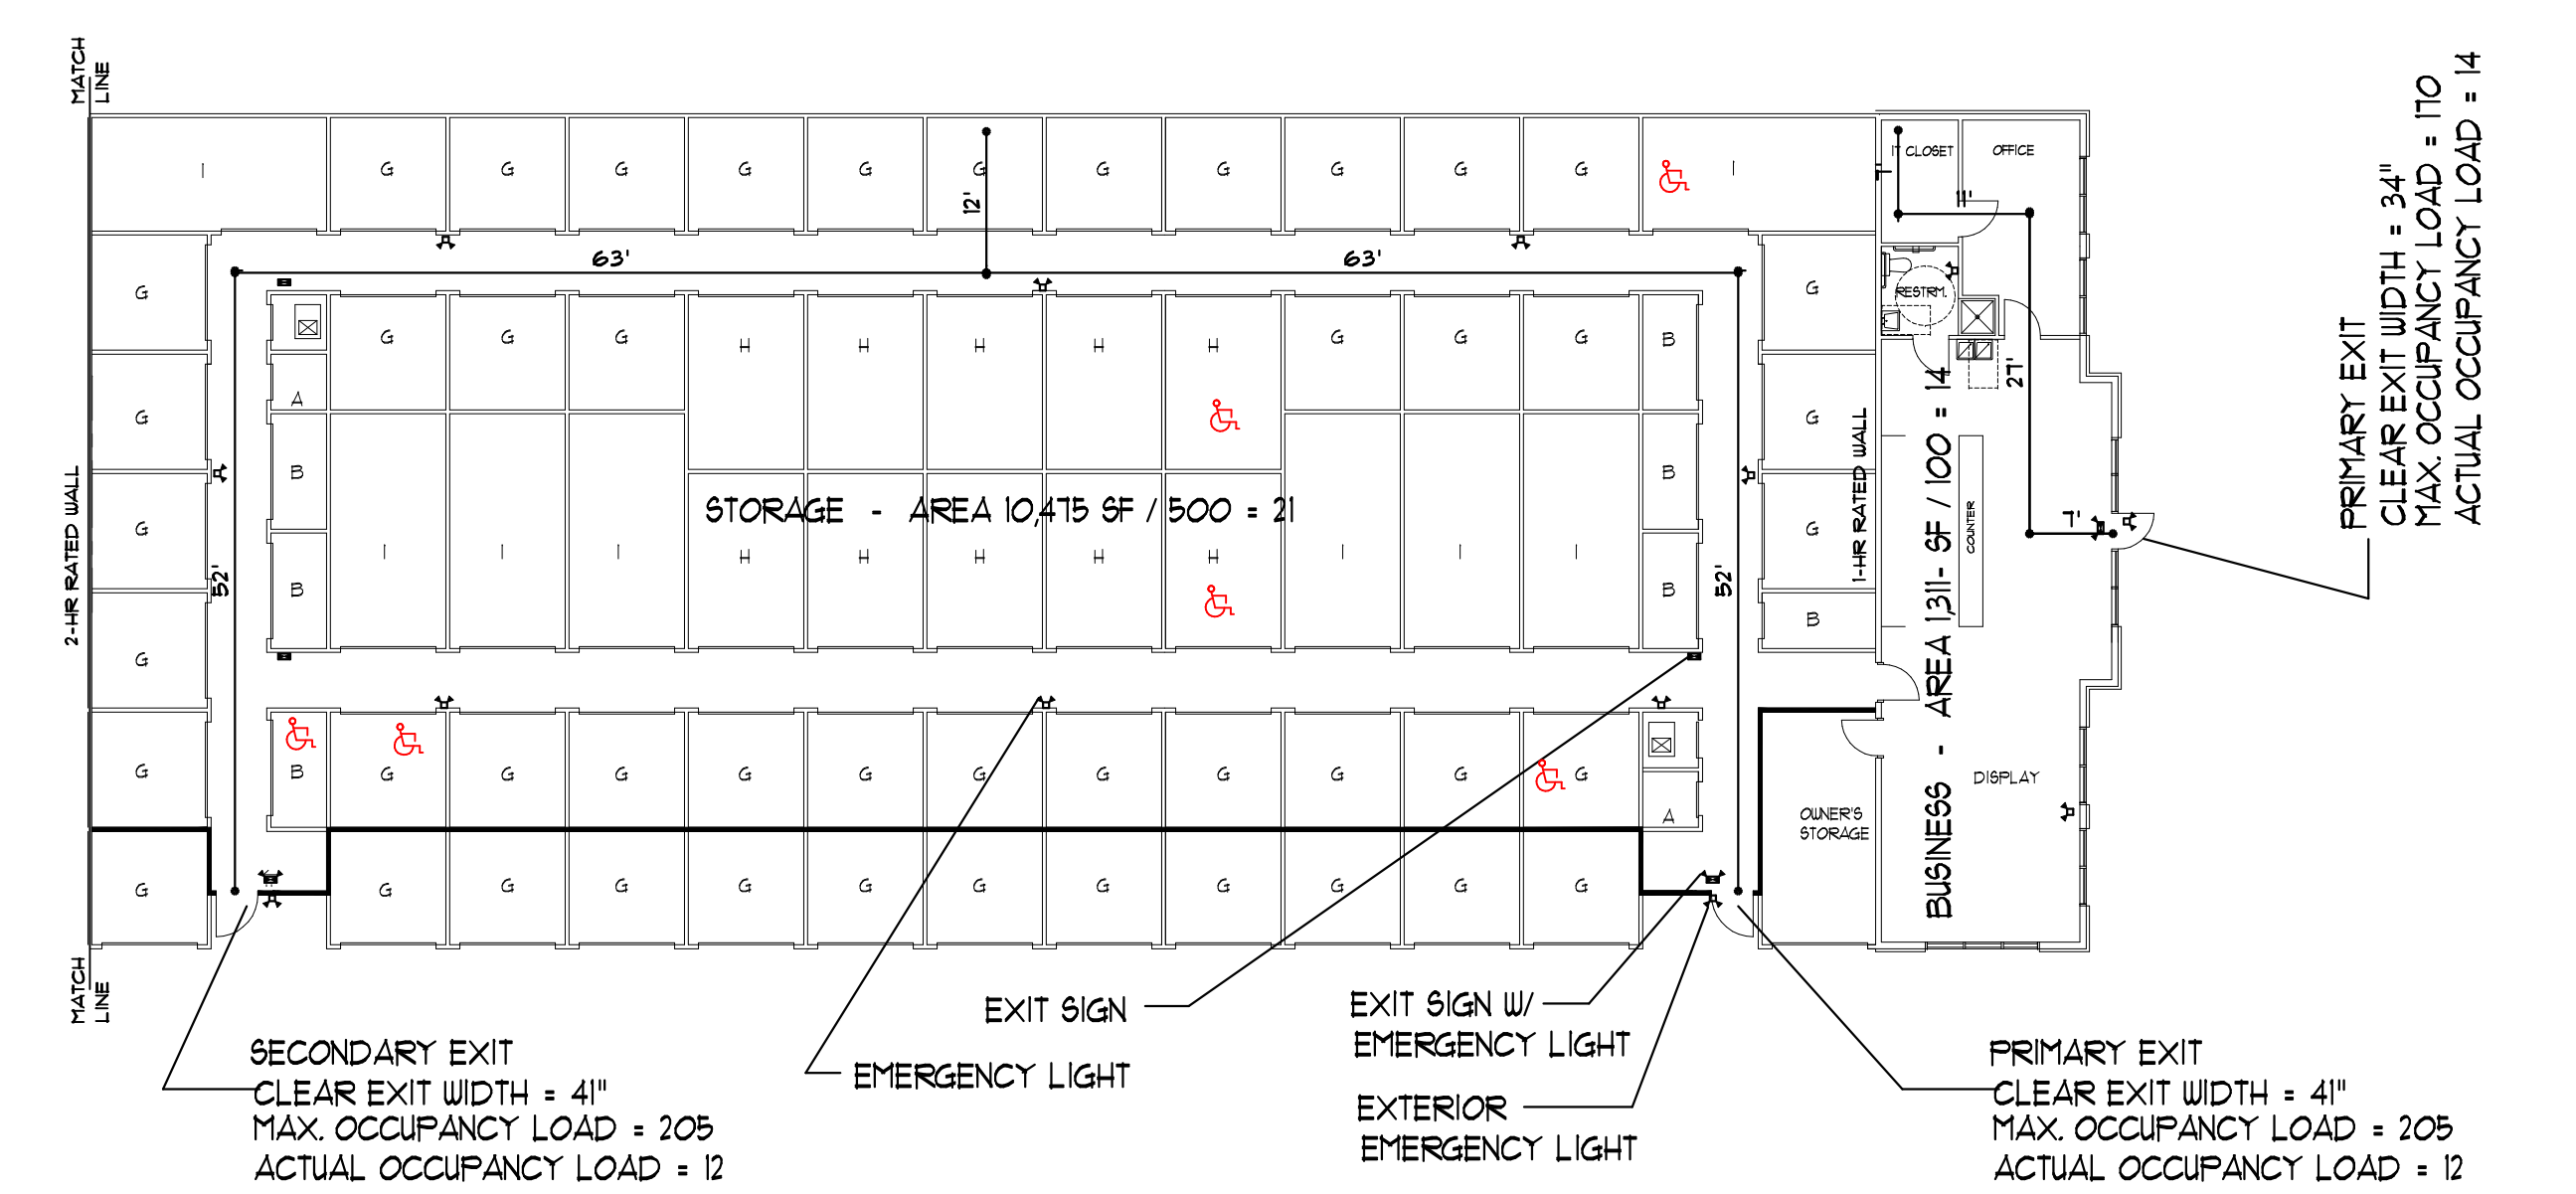 MATCH
LINE
I
G
G
G
G
G
G
G
G
G
G
G
I
IT CLOSET
OFFICE
12'
11'
63'
63'
G
G
RESTRM.
G
G
G
H
H
H
H
H
G
G
G
B
27'
A
G
B
B
G
STORAGE - AREA 10,475 SF / 500 = 21
G
G
I
I
I
H
H
H
H
H
I
I
I
B
B
B
G
52'
52'
2-HR RATED WALL
1-HR RATED WALL
COUNTER
7'
BUSINESS - AREA 1,311- SF / 100 = 14
PRIMARY EXIT
CLEAR EXIT WIDTH = 34"
MAX. OCCUPANCY LOAD = 170
ACTUAL OCCUPANCY LOAD = 14
G
G
B
G
G
G
G
G
G
G
G
G
G
G
A
DISPLAY
OWNER'S
STORAGE
G
G
G
G
G
G
G
G
G
G
G
G
MATCH
LINE
EXIT SIGN
EMERGENCY LIGHT
EXIT SIGN W/
EMERGENCY LIGHT
EXTERIOR
EMERGENCY LIGHT
SECONDARY EXIT
CLEAR EXIT WIDTH = 41"
MAX. OCCUPANCY LOAD = 205
ACTUAL OCCUPANCY LOAD = 12
PRIMARY EXIT
CLEAR EXIT WIDTH = 41"
MAX. OCCUPANCY LOAD = 205
ACTUAL OCCUPANCY LOAD = 12